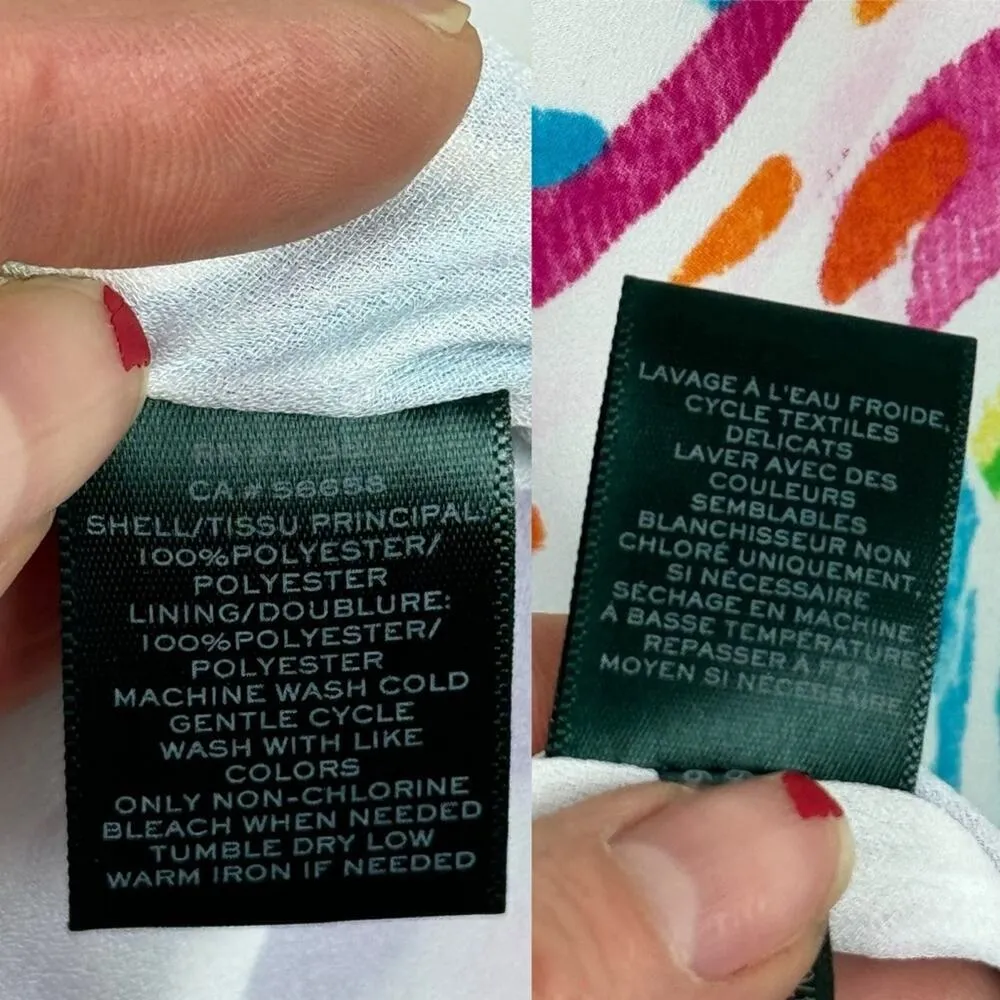 SHELL/TISSU PRINCIPAL:
100%POLYESTER/
POLYESTER
LINING/DOUBLURE:
100%POLYESTER/
POLYESTER
MACHINE WASH COLD
GENTLE CYCLE
WASH WITH LIKE
COLORS
ONLY NON-CHLORINE
BLEACH WHEN NEEDED
TUMBLE DRY LOW
WARM IRON IF NEEDED
LAVAGE À L'EAU FROIDE,
CYCLE TEXTILES
DELICATS
LAVER AVEC DES
COULEURS
SEMBLABLES
BLANCHISSEUR NON
CHLORÉ UNIQUEMENT,
SI NÉCESSAIRE
SÉCHAGE EN MACHINE
À BASSE TEMPÉRATURE
REPASSER À FER
MOYEN SI NÉCESSAIRE